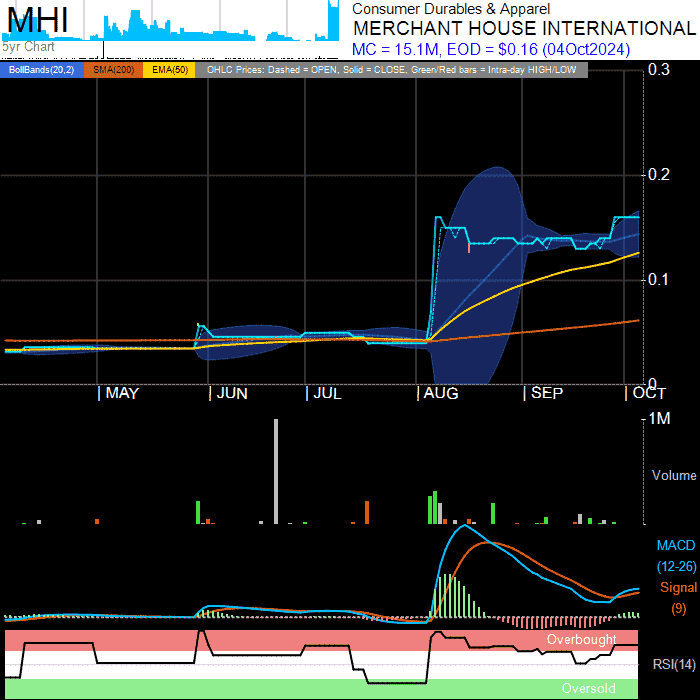 MHI
5yr Chart
Consumer Durables & Apparel
MERCHANT HOUSE INTERNATIONAL
MC = 15.1M, EOD = $0.16 (04Oct2024)
BollBands(20,2) SMA(200) EMA(50) OHLC Prices: Dashed = OPEN, Solid = CLOSE, Green/Red bars = Intra-day HIGH/LOW
0.3
0.2
0.1
0
MAY JUN JUL AUG SEP OCT
1M
Volume
MACD
(12-26)
Signal
(9)
Overbought
RSI(14)
Oversold